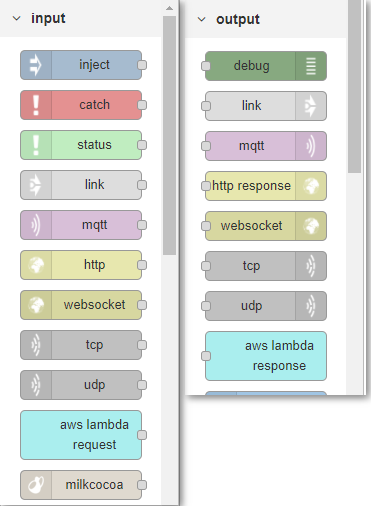 input
inject
catch
status
link
mqtt
http
websocket
tcp
udp
aws lambda
request
milkcocoa
output
debug
link
mqtt
http response
websocket
tcp
udp
aws lambda
response